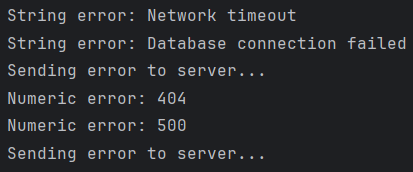 String error: Network timeout
String error: Database connection failed
Sending error to server...
Numeric error: 404
Numeric error: 500
Sending error to server...